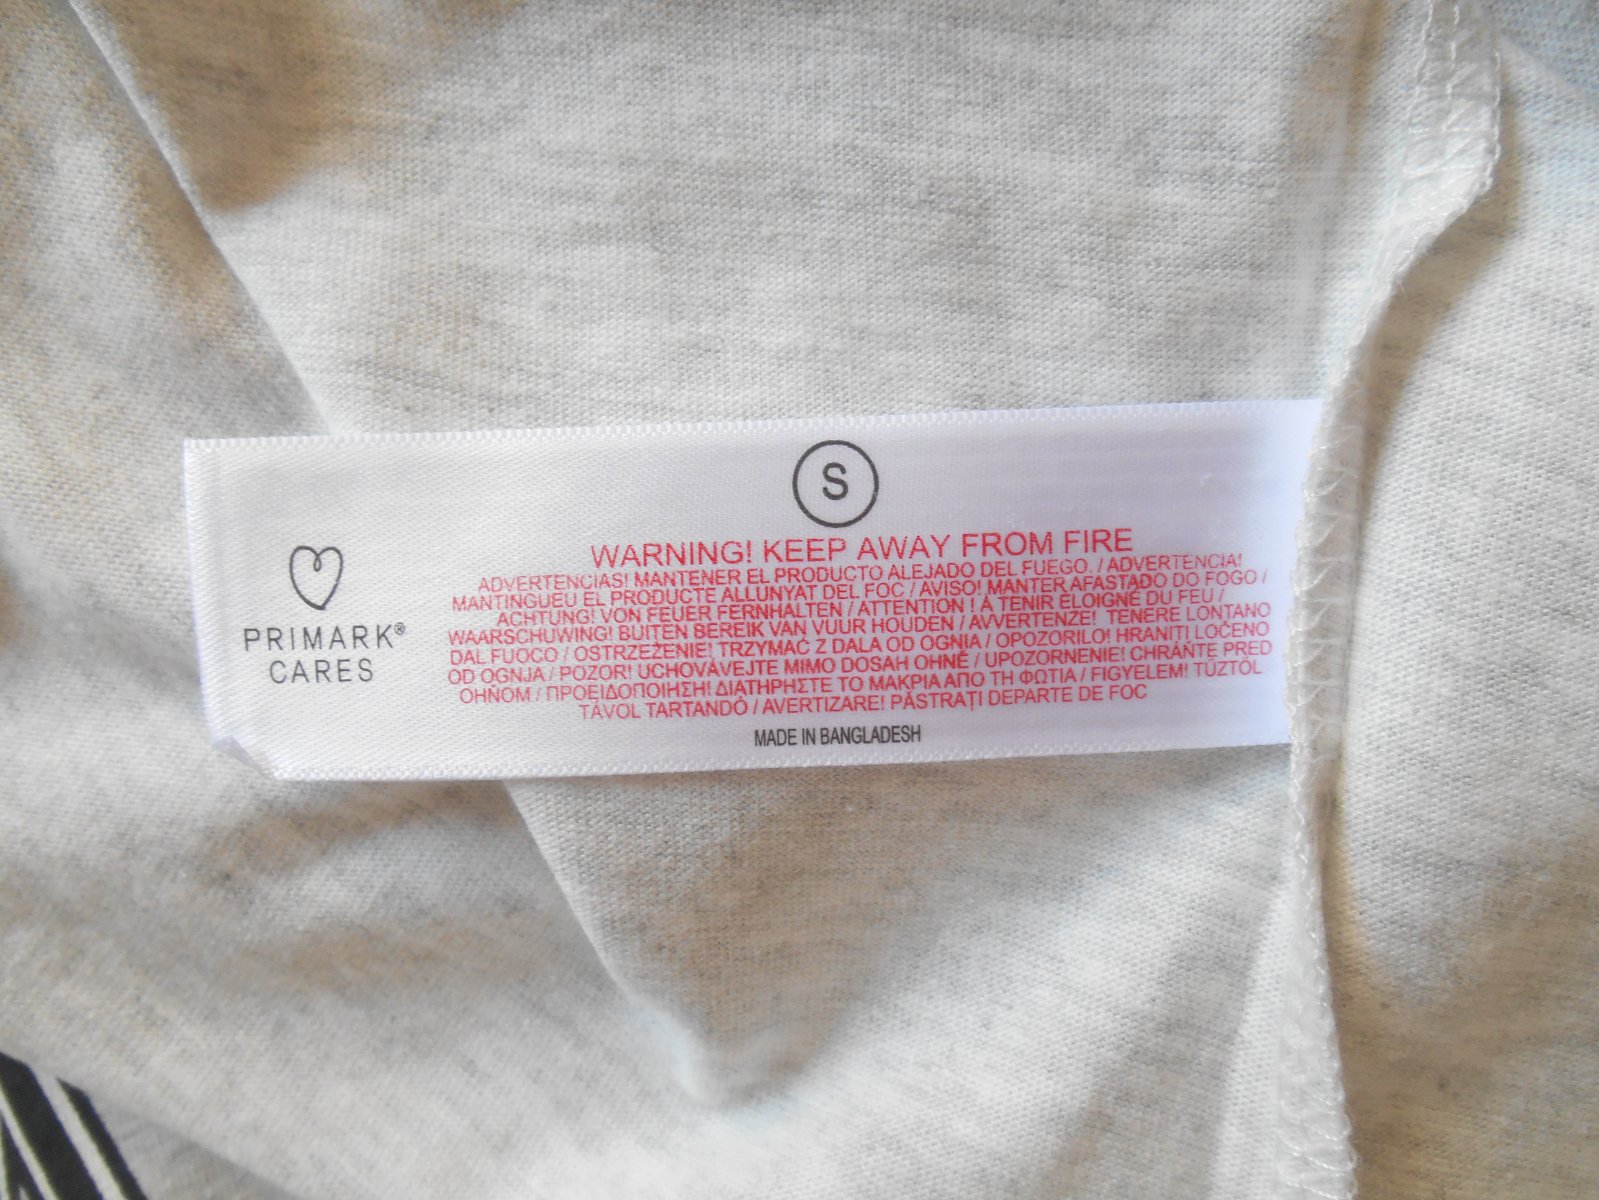 S
PRIMARK®
CARES
WARNING! KEEP AWAY FROM FIRE
ADVERTENCIAS! MANTENER EL PRODUCTO ALEJADO DEL FUEGO. / ADVERTENCIA!
MANTINGUEU EL PRODUCTE ALLUNYAT DEL FOC / AVISO! MANTER AFASTADO DO FOGO /
ACHTUNG! VON FEUER FERNHALTEN / ATTENTION ! À TENIR ÉLOIGNÉ DU FEU /
WAARSCHUWING! BUITEN BEREIK VAN VUUR HOUDEN / AVVERTENZE! TENERE LONTANO
DAL FUOCO / OSTRZEŻENIE! TRZYMAĆ Z DALA OD OGNIA / OPOZORILO! HRANITI LOČENO
OD OGNJA / POZOR! UCHOVÁVEJTE MIMO DOSAH OHNĚ / UPOZORNENIE! CHRÁŇTE PRED
OHŇOM / ΠΡΟΕΙΔΟΠΟΙΗΣΗ! ΔΙΑΤΗΡΗΣΤΕ ΤΟ ΜΑΚΡΙΑ ΑΠΟ ΤΗ ΦΩΤΙΑ / FIGYELEM! TŰZTŐL
TÁVOL TARTANDÓ / AVERTIZARE! PĂSTRAȚI DEPARTE DE FOC
MADE IN BANGLADESH